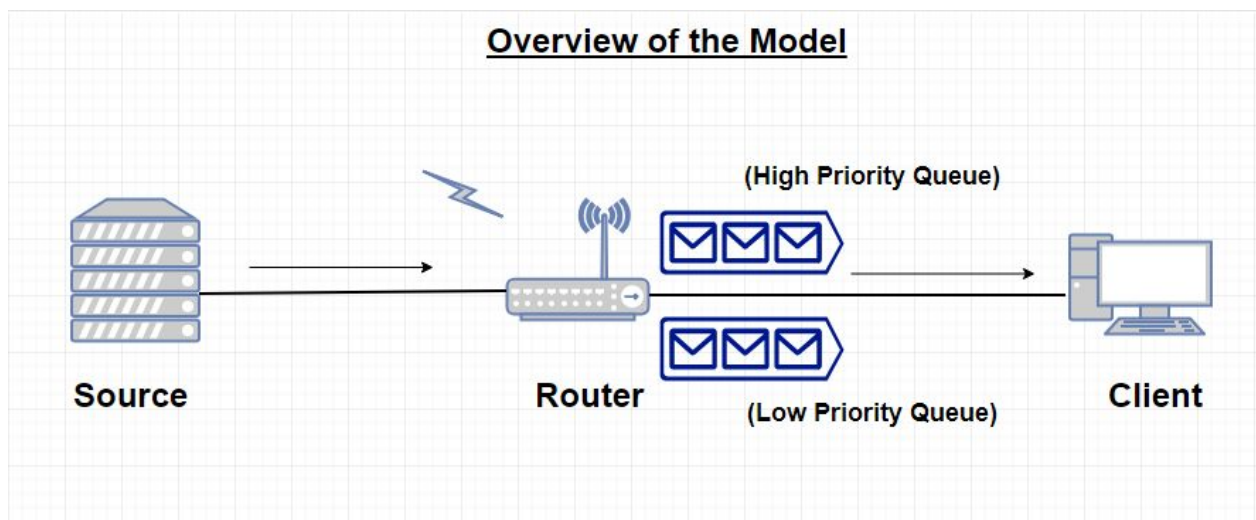 Overview of the Model
(High Priority Queue)
Source
Router
(Low Priority Queue)
Client